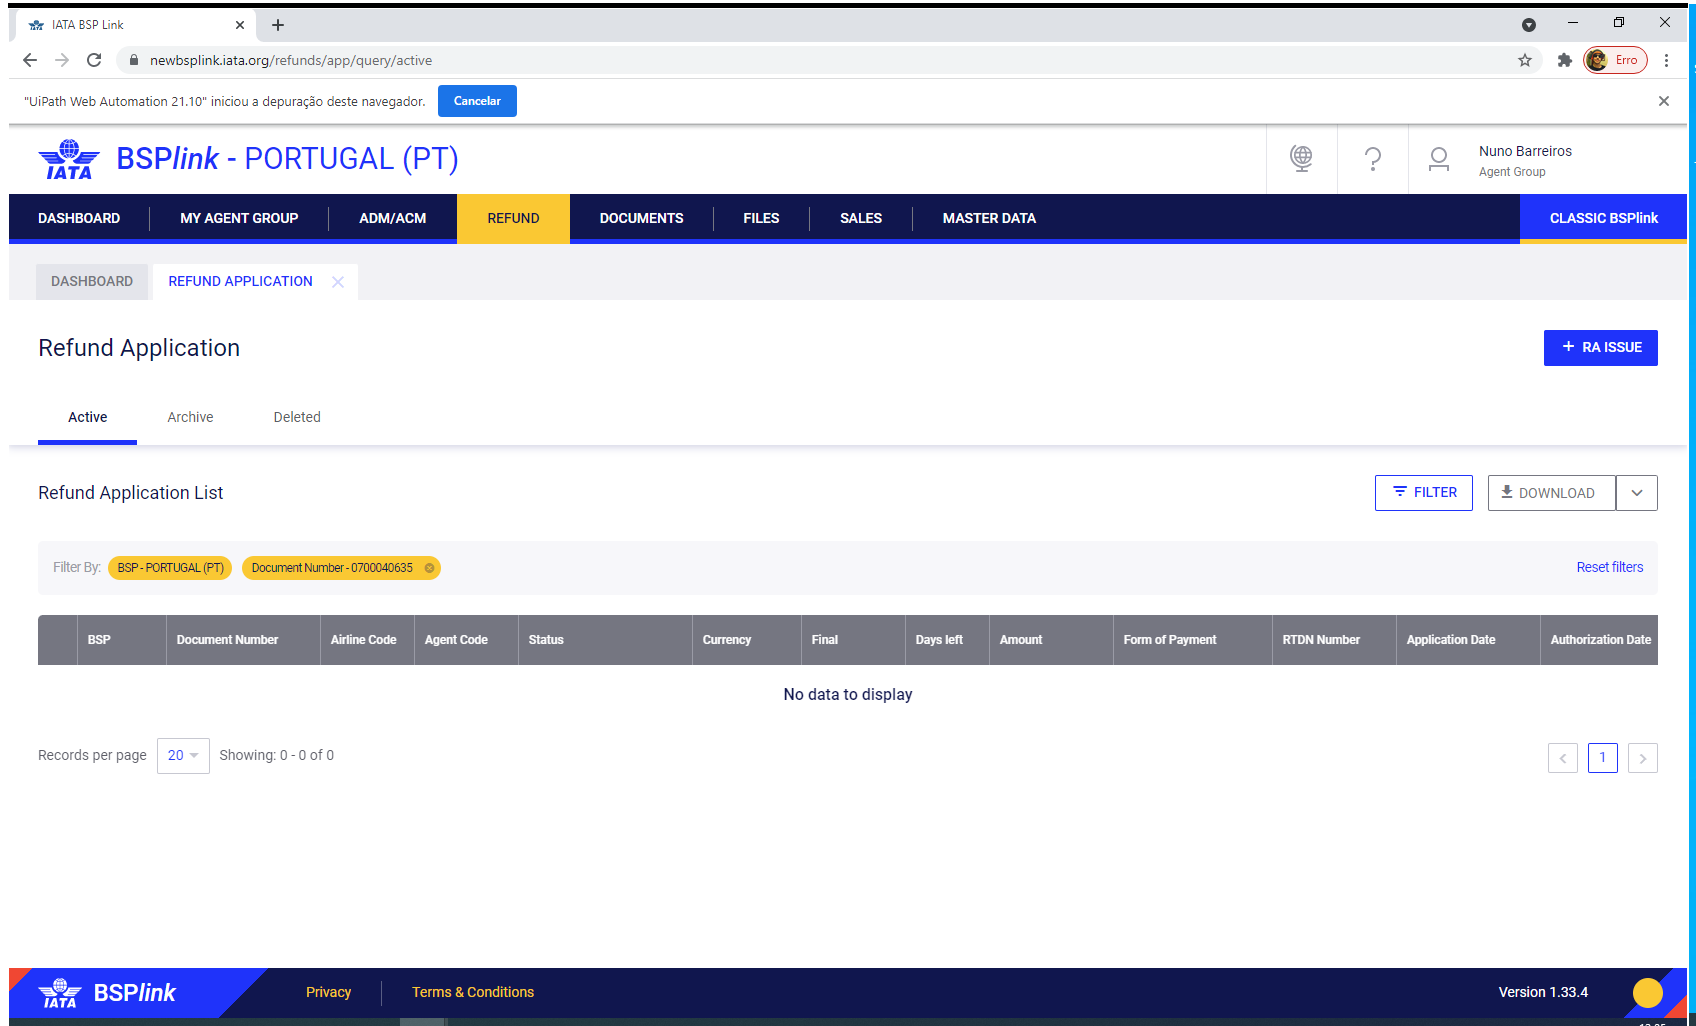 IATA BSP Link
newbsplink.iata.org/refunds/app/query/active
Erro
"UiPath Web Automation 21.10" iniciou a depuração deste navegador.
Cancelar
IATA
BSPlink - PORTUGAL (PT)
Nuno Barreiros
Agent Group
DASHBOARD
MY AGENT GROUP
ADM/ACM
REFUND
DOCUMENTS
FILES
SALES
MASTER DATA
CLASSIC BSPlink
DASHBOARD
REFUND APPLICATION
Refund Application
+ RA ISSUE
Active
Archive
Deleted
Refund Application List
FILTER
DOWNLOAD
Filter By:
BSP - PORTUGAL (PT)
Document Number - 0700040635
Reset filters
BSP
Document Number
Airline Code
Agent Code
Status
Currency
Final
Days left
Amount
Form of Payment
RTDN Number
Application Date
Authorization Date
No data to display
Records per page
20
Showing: 0 - 0 of 0
1
IATA
BSPlink
Privacy
Terms & Conditions
Version 1.33.4